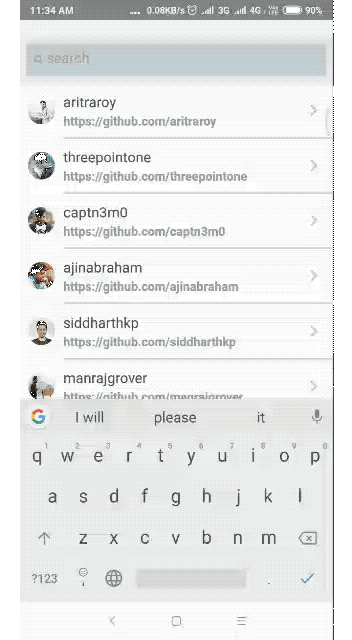 11:34 AM ... 0.08KB/s 3G 4G VoLTE 90%
search
aritraroy
https://github.com/aritraroy
threepointone
https://github.com/threepointone
captn3m0
https://github.com/captn3m0
ajinabraham
https://github.com/ajinabraham
siddharthkp
https://github.com/siddharthkp
manrajgrover
https://github.com/manrajgrover
G I will please it
1 2 3 4 5 6 7 8 9 0
q w e r t y u i o p
a s d f g h j k l
z x c v b n m
?123 , .